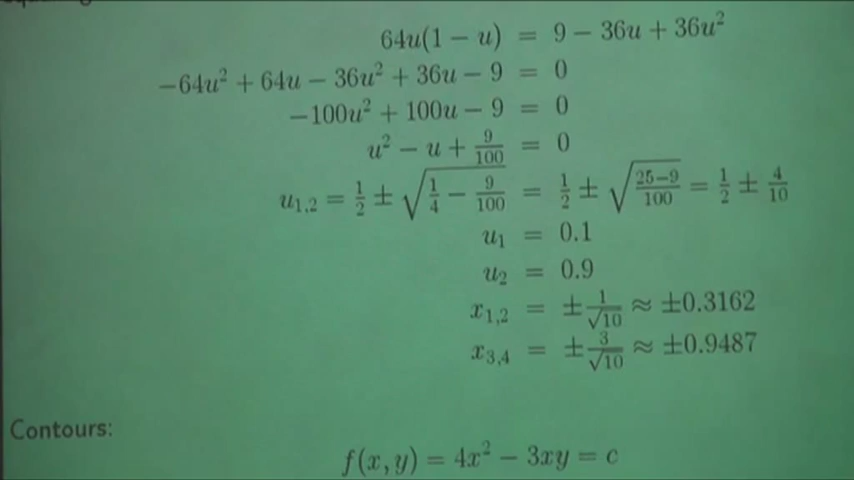 64u(1 − u) = 9 − 36u + 36u²
−64u² + 64u − 36u² + 36u − 9 = 0
−100u² + 100u − 9 = 0
u² − u + 9/100 = 0
u₁,₂ = 1/2 ± √(1/4 − 9/100) = 1/2 ± √((25−9)/100) = 1/2 ± 4/10
u₁ = 0.1
u₂ = 0.9
x₁,₂ = ± 1/√10 ≈ ±0.3162
x₃,₄ = ± 3/√10 ≈ ±0.9487
Contours:
f(x, y) = 4x² − 3xy = c